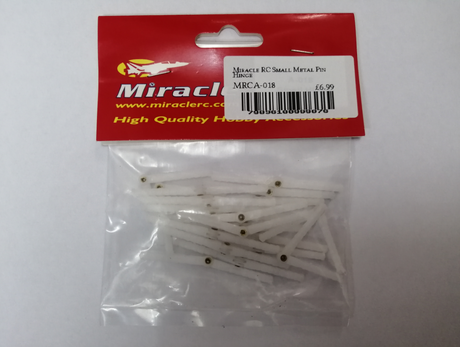 Miracle
www.miraclerc.com
High Quality Hobby Accessories
Miracle RC Small Metal Pin
Hinge
MRCA-018
£6.99